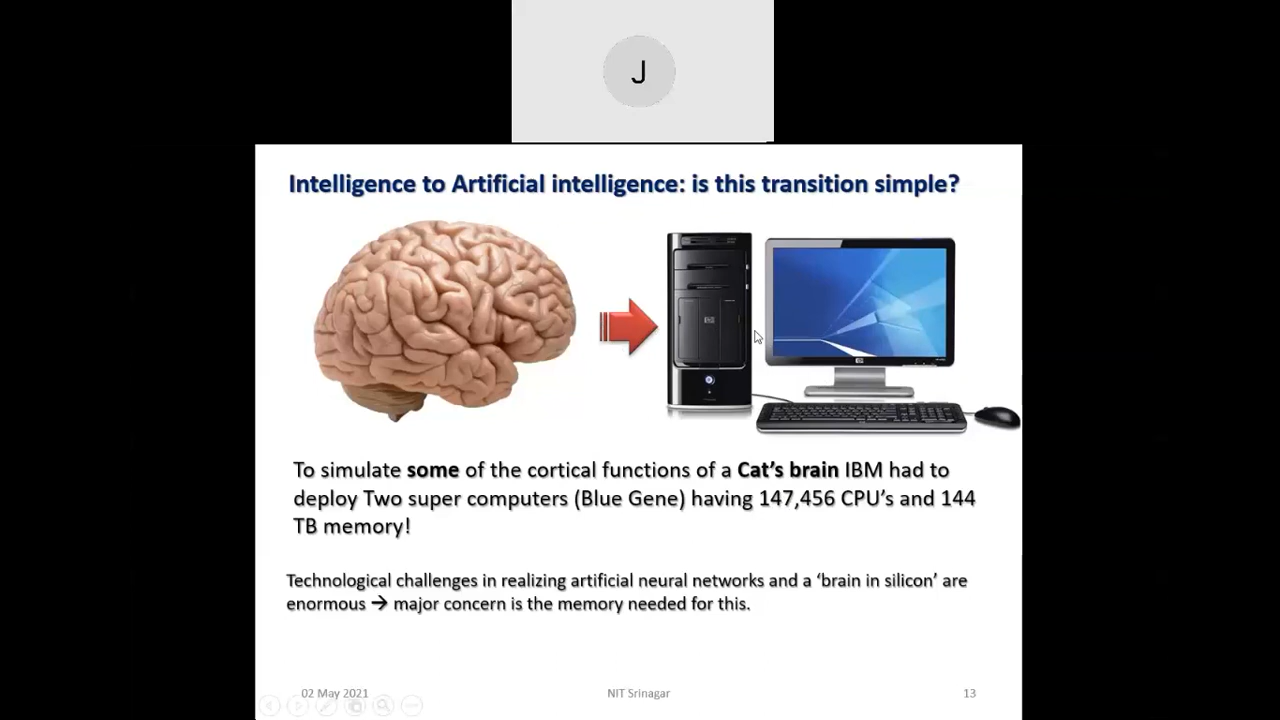 J
Intelligence to Artificial intelligence: is this transition simple?
To simulate some of the cortical functions of a Cat's brain IBM had to
deploy Two super computers (Blue Gene) having 147,456 CPU's and 144
TB memory!
Technological challenges in realizing artificial neural networks and a ‘brain in silicon’ are
enormous → major concern is the memory needed for this.
02 May 2021
NIT Srinagar
13